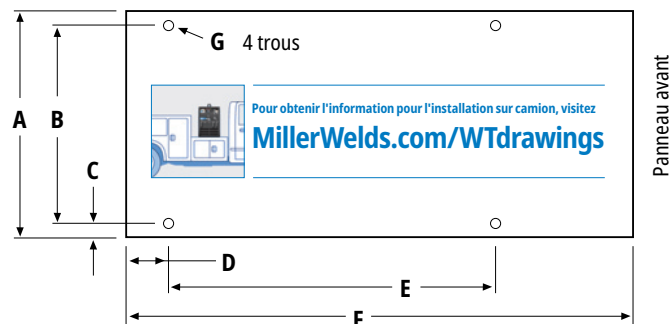 G 4 trous
A
B
C
Pour obtenir l'information pour l'installation sur camion, visitez
MillerWelds.com/WTdrawings
Panneau avant
D
E
F